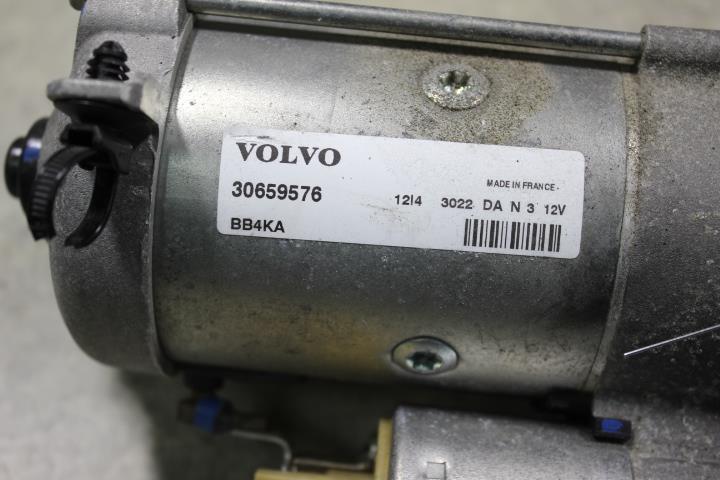 VOLVO
MADE IN FRANCE-
30659576 12I4 3022 DA N 3 12V
BB4KA